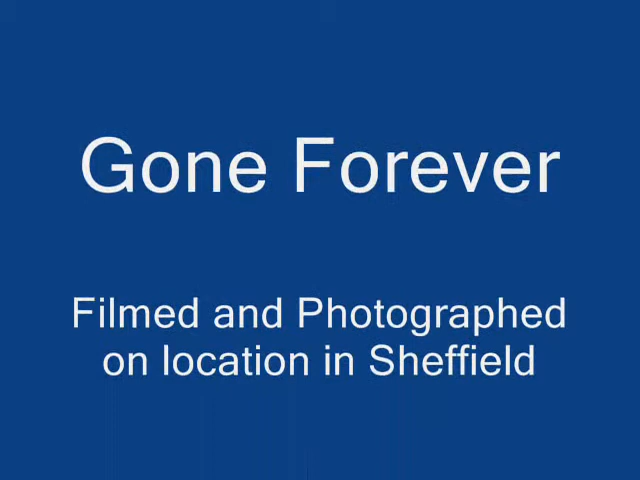 Gone Forever
Filmed and Photographed
on location in Sheffield